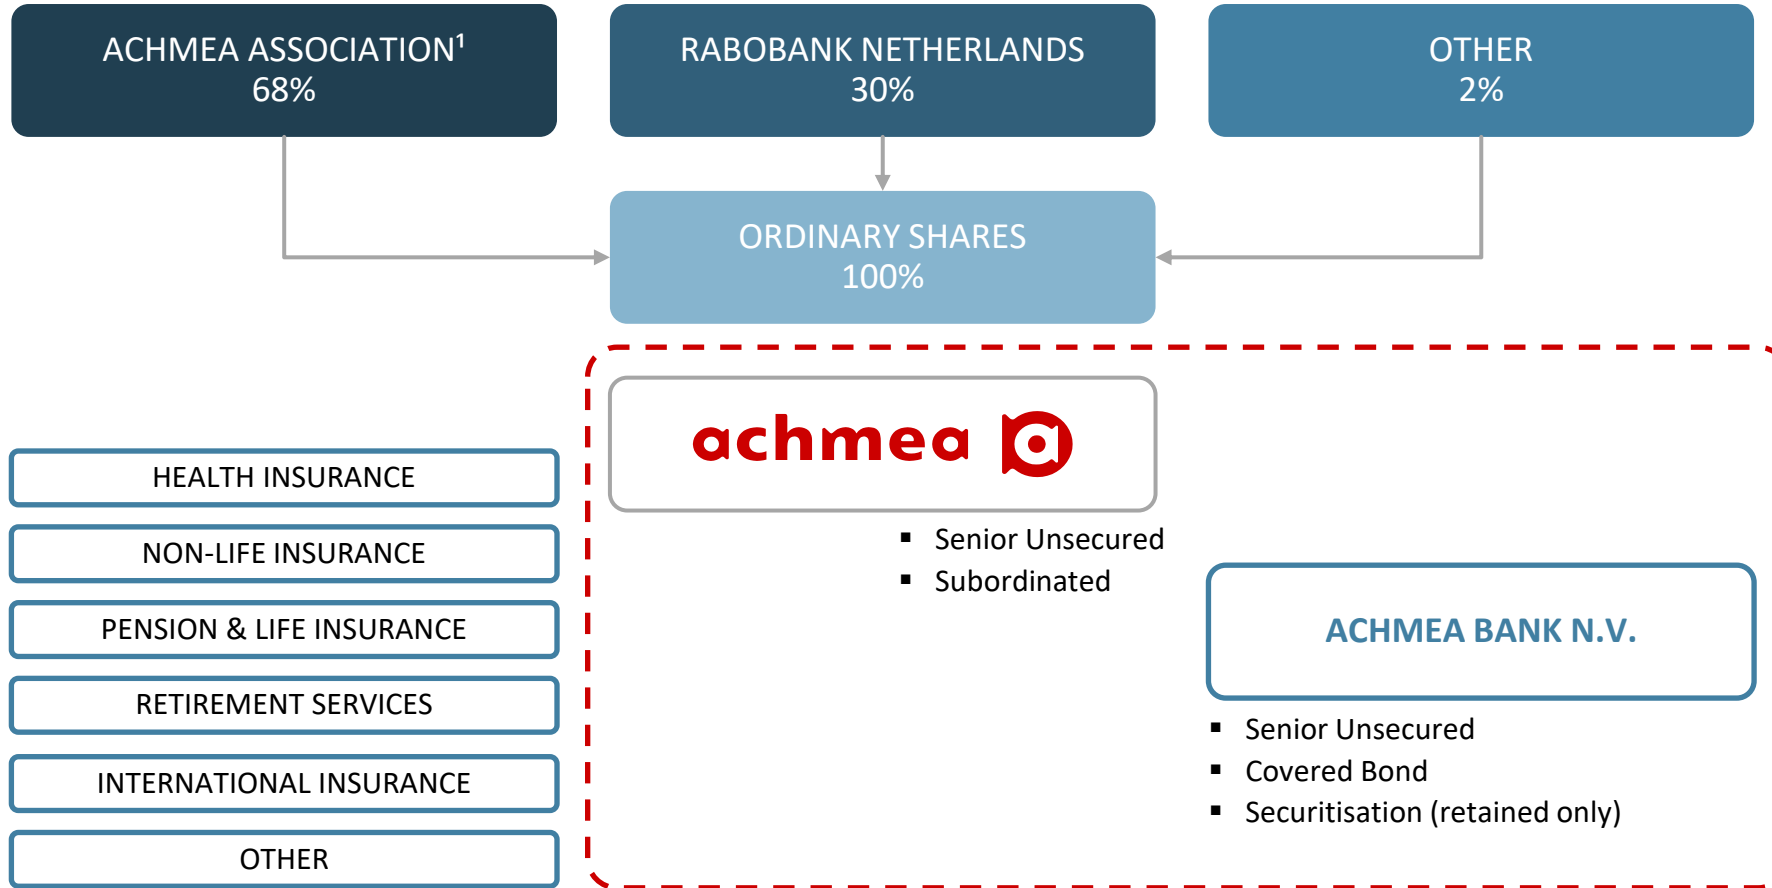 ACHMEA ASSOCIATION¹
68%
RABOBANK NETHERLANDS
30%
OTHER
2%
ORDINARY SHARES
100%
achmea
HEALTH INSURANCE
NON-LIFE INSURANCE
PENSION & LIFE INSURANCE
RETIREMENT SERVICES
INTERNATIONAL INSURANCE
OTHER
▪ Senior Unsecured
▪ Subordinated
ACHMEA BANK N.V.
▪ Senior Unsecured
▪ Covered Bond
▪ Securitisation (retained only)